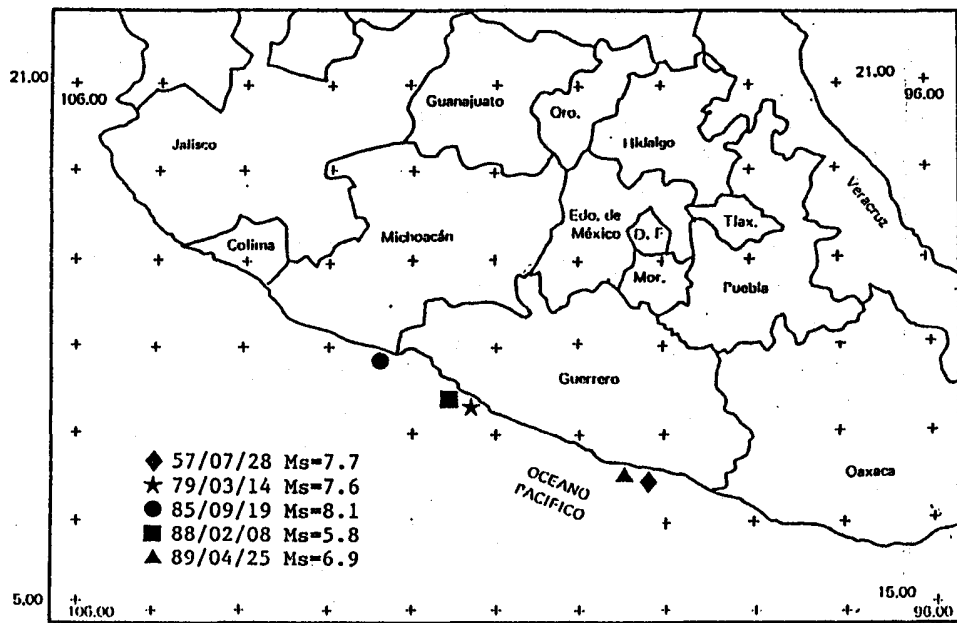 21.00
106.00
21.00
96.00
Guanajuato
Qro.
Hidalgo
Jalisco
Veracruz
Edo. de
México
D. F
Tlax.
Colima
Michoacán
Mor.
Puebla
Guerrero
Oaxaca
OCEANO
PACIFICO
57/07/28 Ms=7.7
79/03/14 Ms=7.6
85/09/19 Ms=8.1
88/02/08 Ms=5.8
89/04/25 Ms=6.9
5.00
106.00
15.00
96.00